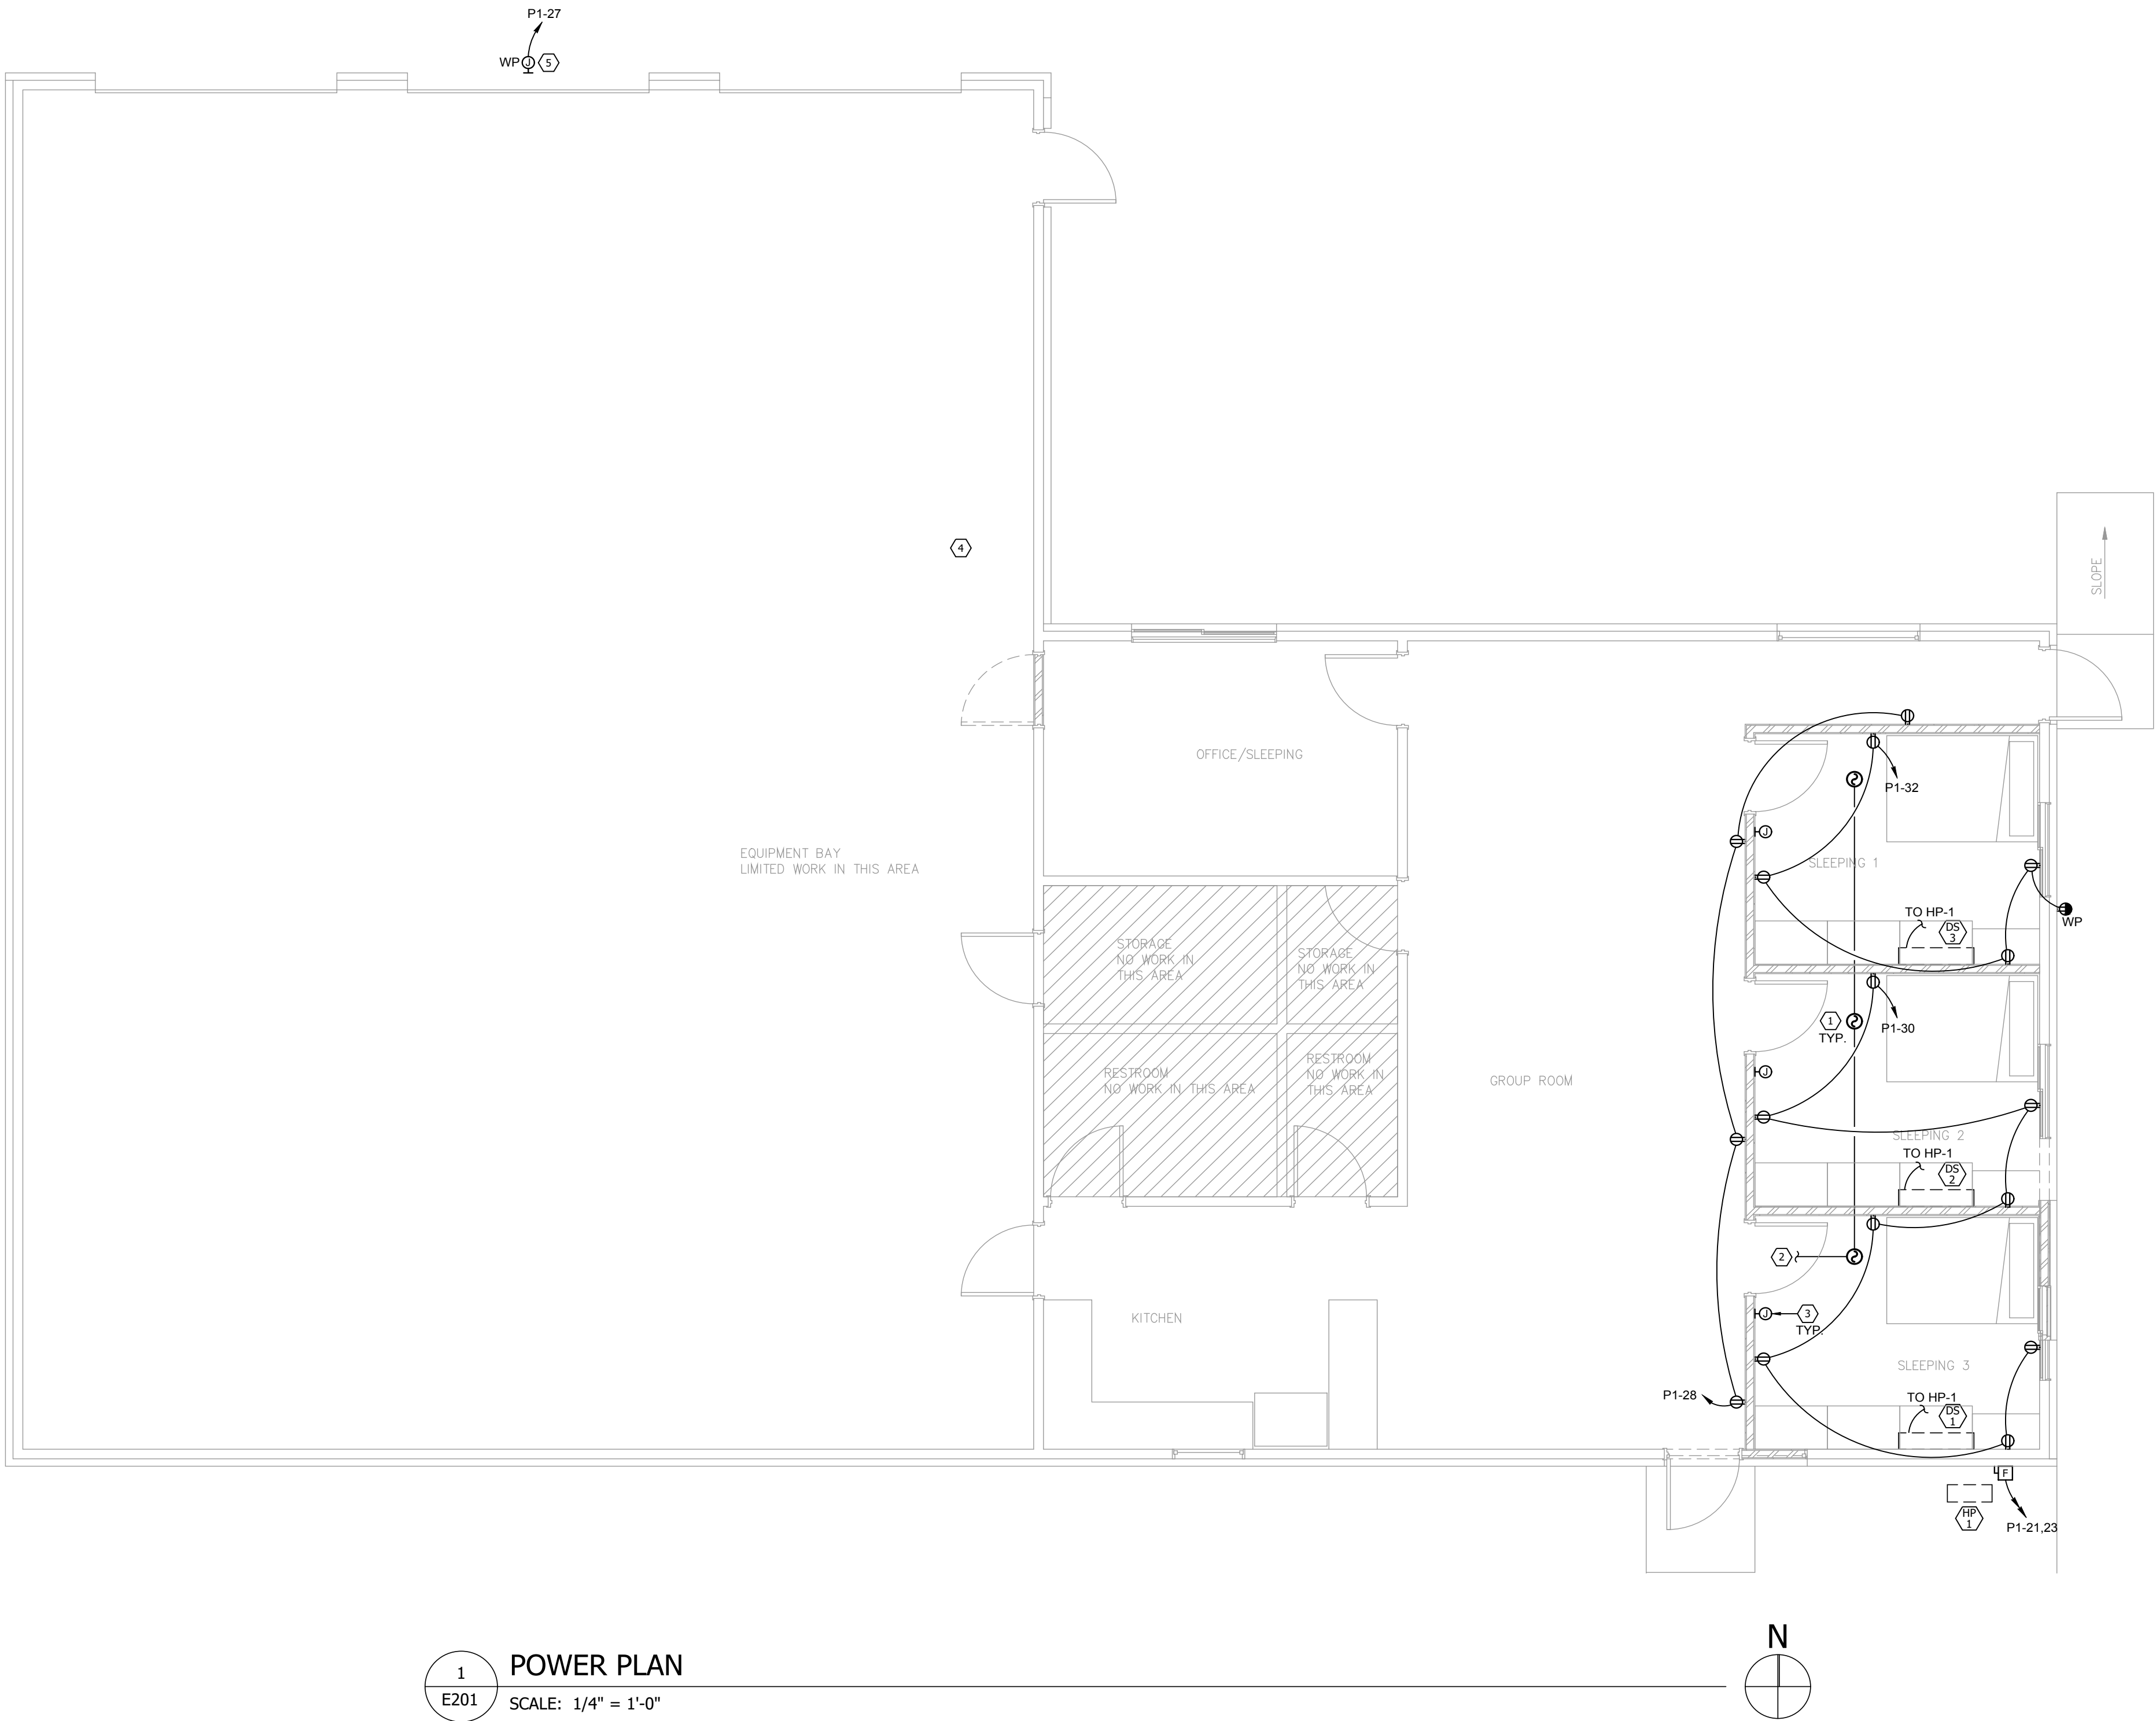 P1-27
WP J 5
4
SLOPE
OFFICE/SLEEPING
P1-32
EQUIPMENT BAY
LIMITED WORK IN THIS AREA
J
SLEEPING 1
TO HP-1
DS
3
WP
STORAGE
NO WORK IN
THIS AREA
STORAGE
NO WORK IN
THIS AREA
1
TYP.
P1-30
RESTROOM
NO WORK IN THIS AREA
RESTROOM
NO WORK IN
THIS AREA
J
GROUP ROOM
SLEEPING 2
TO HP-1
DS
2
2
KITCHEN
J
3
TYP.
SLEEPING 3
P1-28
TO HP-1
DS
1
F
HP
1
P1-21,23
1
E201
POWER PLAN
SCALE: 1/4" = 1'-0"
N